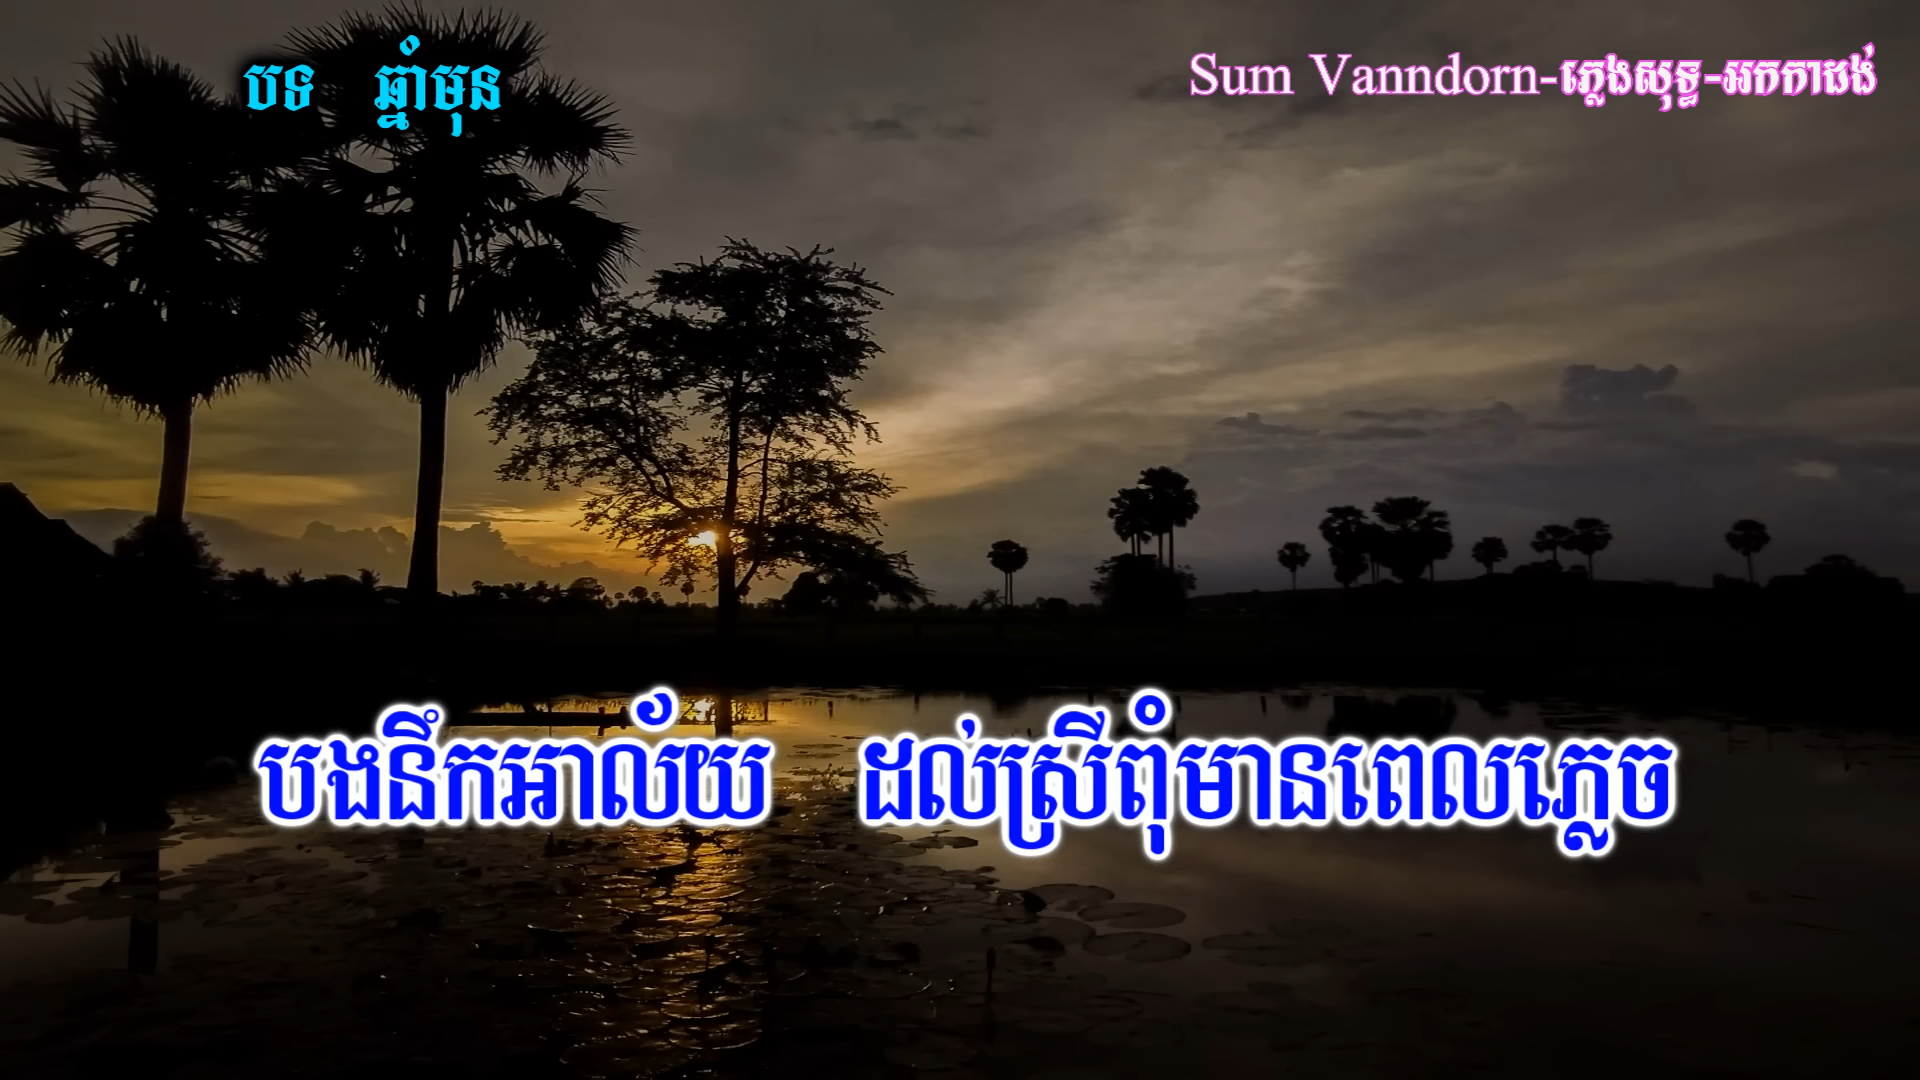 បទ ឆ្នាំមុន
Sum Vanndorn-ភ្លេងសុទ្ធ-អកកាដង់
បងនឹកអាល័យ ដល់ស្រីពុំមានពេលភ្លេច